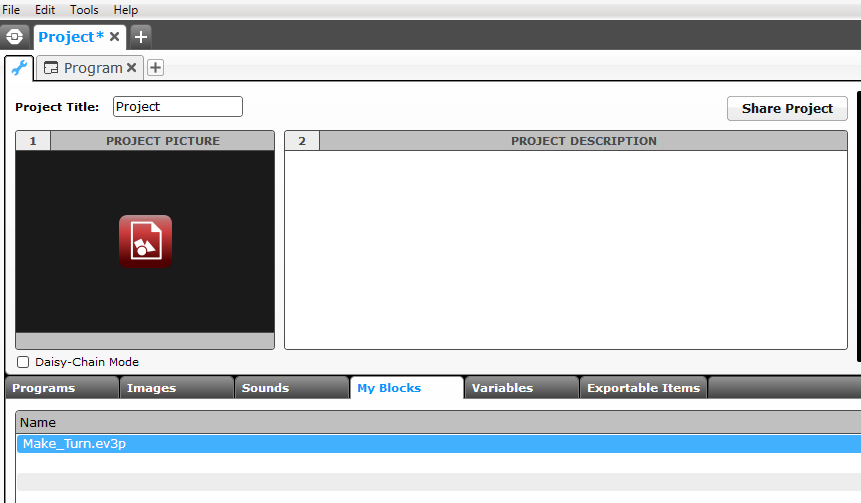 File Edit Tools Help
Project*
Program
Project Title: Project
Share Project
1 PROJECT PICTURE
2 PROJECT DESCRIPTION
Daisy-Chain Mode
Programs Images Sounds My Blocks Variables Exportable Items
Name
Make_Turn.ev3p